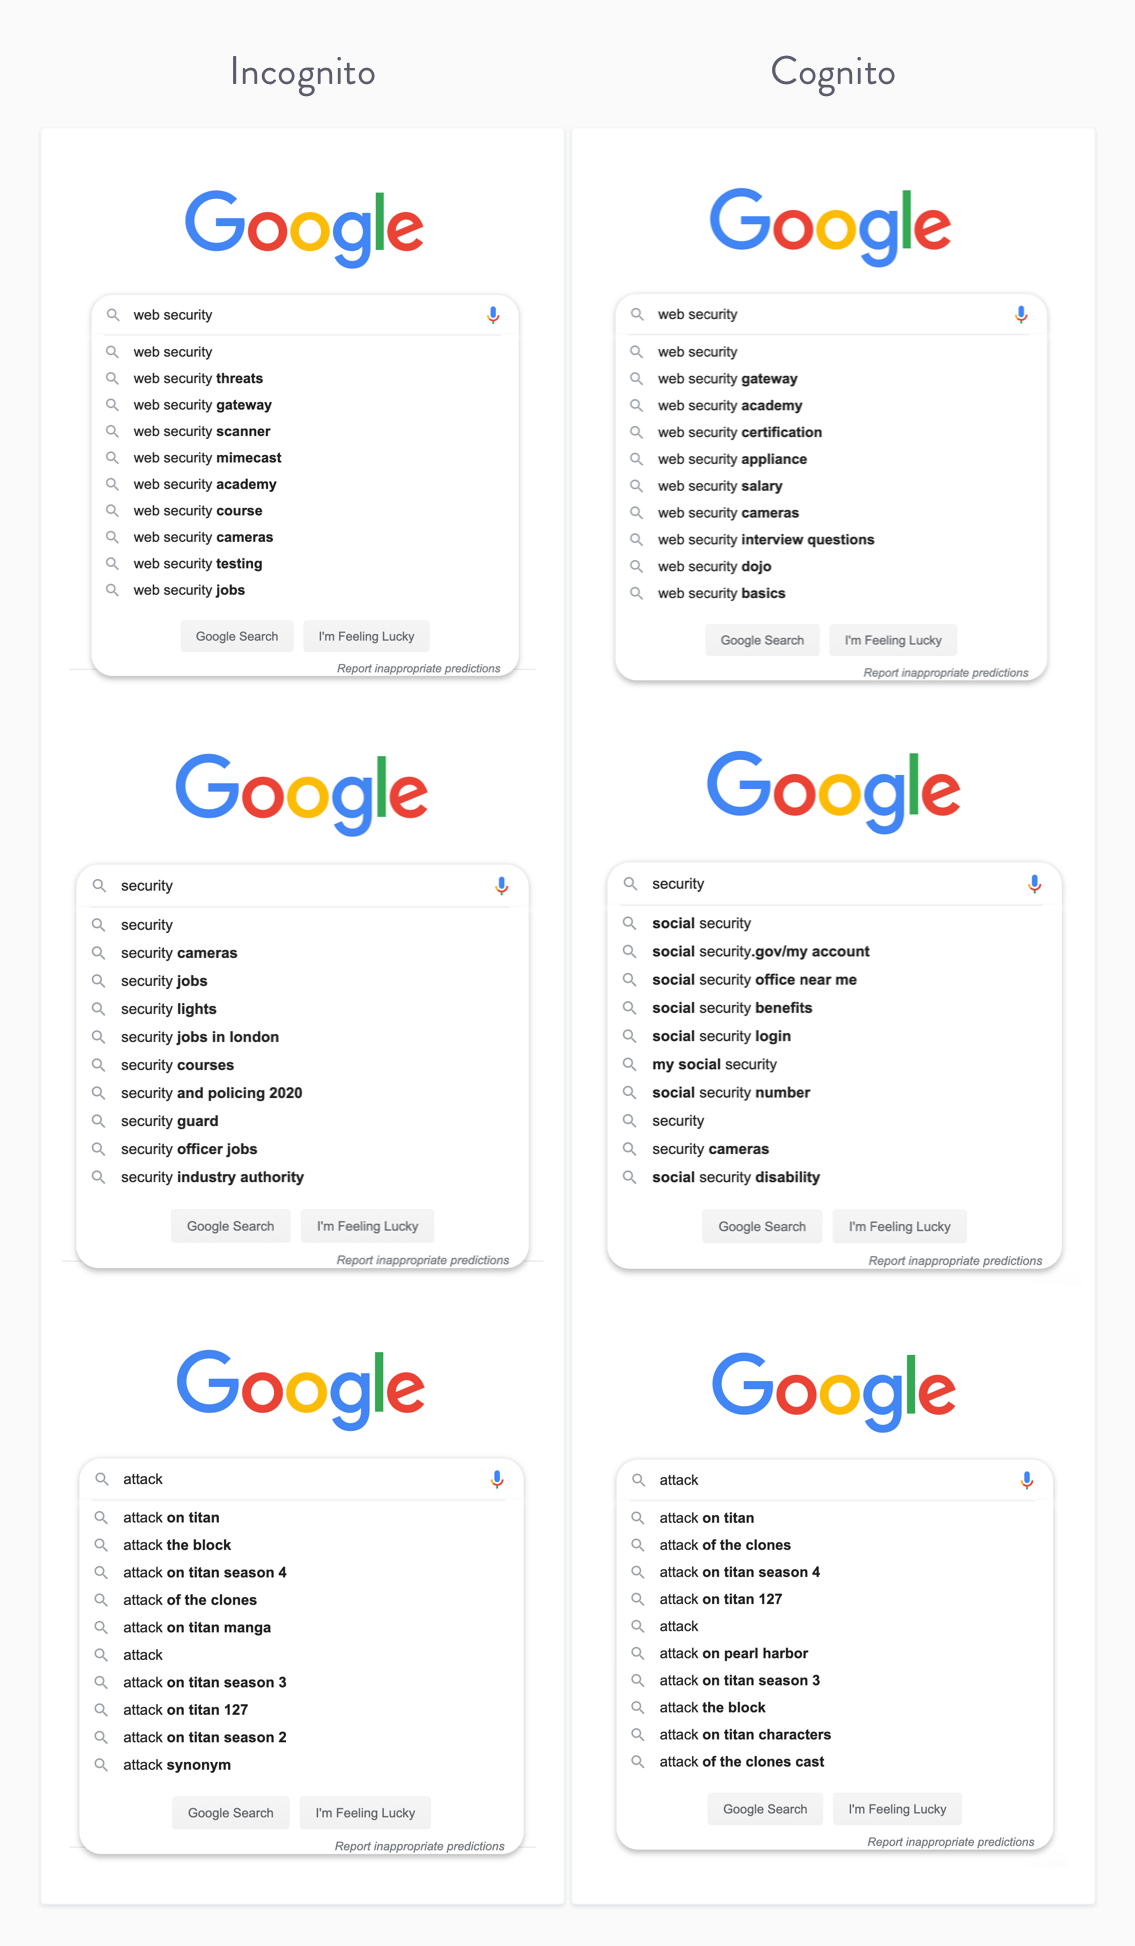 Incognito
Cognito
Google
web security
web security
web security threats
web security gateway
web security scanner
web security mimecast
web security academy
web security course
web security cameras
web security testing
web security jobs
Google Search
I'm Feeling Lucky
Report inappropriate predictions
Google
web security
web security
web security gateway
web security academy
web security certification
web security appliance
web security salary
web security cameras
web security interview questions
web security dojo
web security basics
Google Search
I'm Feeling Lucky
Report inappropriate predictions
Google
security
security
security cameras
security jobs
security lights
security jobs in london
security courses
security and policing 2020
security guard
security officer jobs
security industry authority
Google Search
I'm Feeling Lucky
Report inappropriate predictions
Google
security
social security
social security.gov/my account
social security office near me
social security benefits
social security login
my social security
social security number
security
security cameras
social security disability
Google Search
I'm Feeling Lucky
Report inappropriate predictions
Google
attack
attack on titan
attack the block
attack on titan season 4
attack of the clones
attack on titan manga
attack
attack on titan season 3
attack on titan 127
attack on titan season 2
attack synonym
Google Search
I'm Feeling Lucky
Report inappropriate predictions
Google
attack
attack on titan
attack of the clones
attack on titan season 4
attack on titan 127
attack
attack on pearl harbor
attack on titan season 3
attack the block
attack on titan characters
attack of the clones cast
Google Search
I'm Feeling Lucky
Report inappropriate predictions